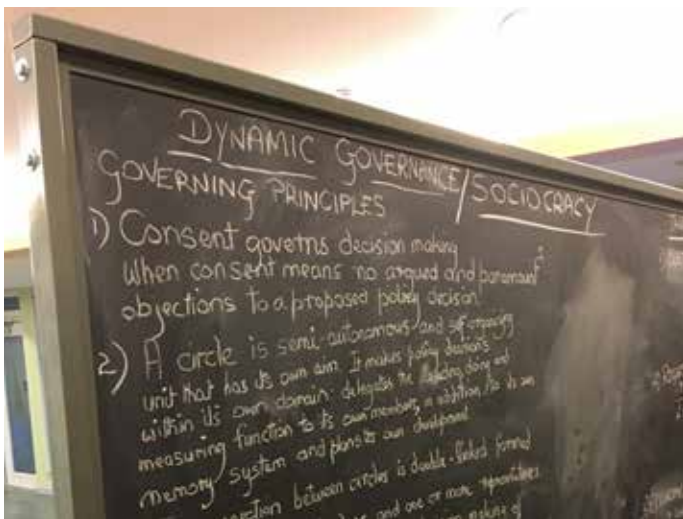 DYNAMIC GOVERNANCE/SOCIOCRACY
GOVERNING PRINCIPLES
1) Consent governs decision making
when consent means no argued and paramount
objections to a proposed policy decision
2) A circle is semi-autonomous and self-organizing
unit that has its own aim. It makes policy decisions
within its own domain: delegates the leading, doing and
measuring function to its own members, in addition, has its own
memory system and plans its own development
between circles is double-linked formed
and one or more representatives
making of